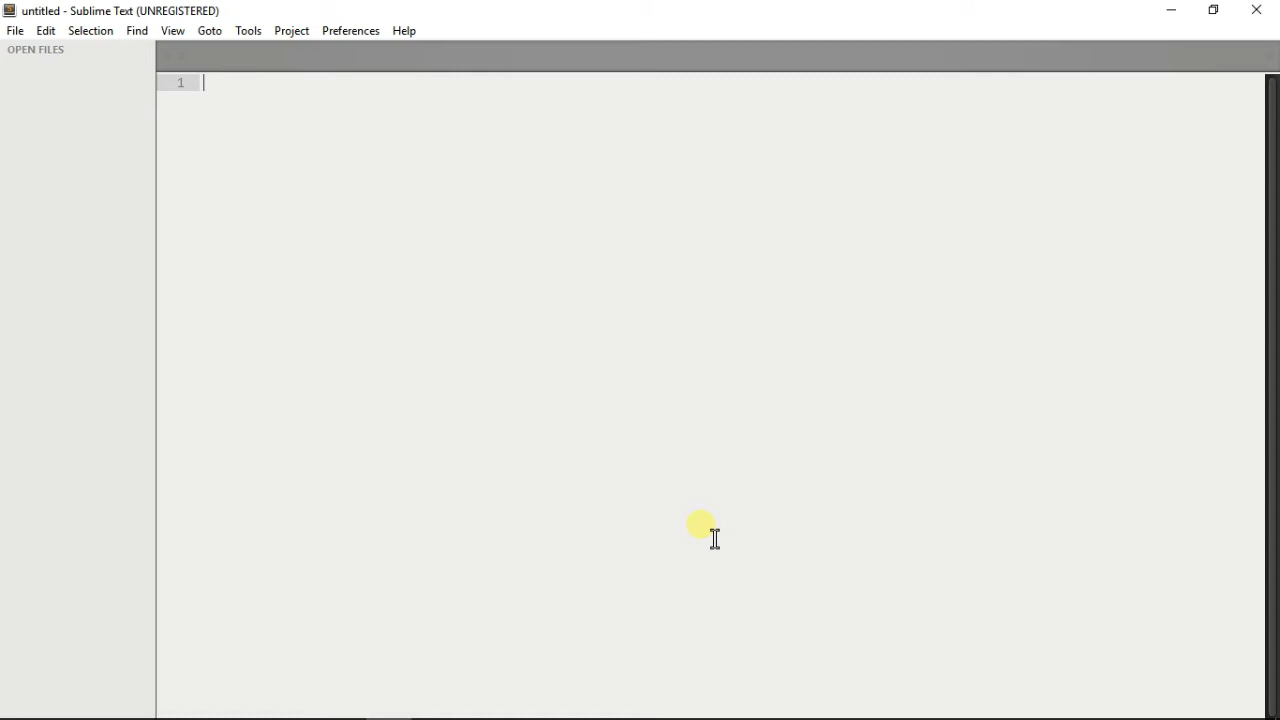 untitled - Sublime Text (UNREGISTERED)
File Edit Selection Find View Goto Tools Project Preferences Help
OPEN FILES
1